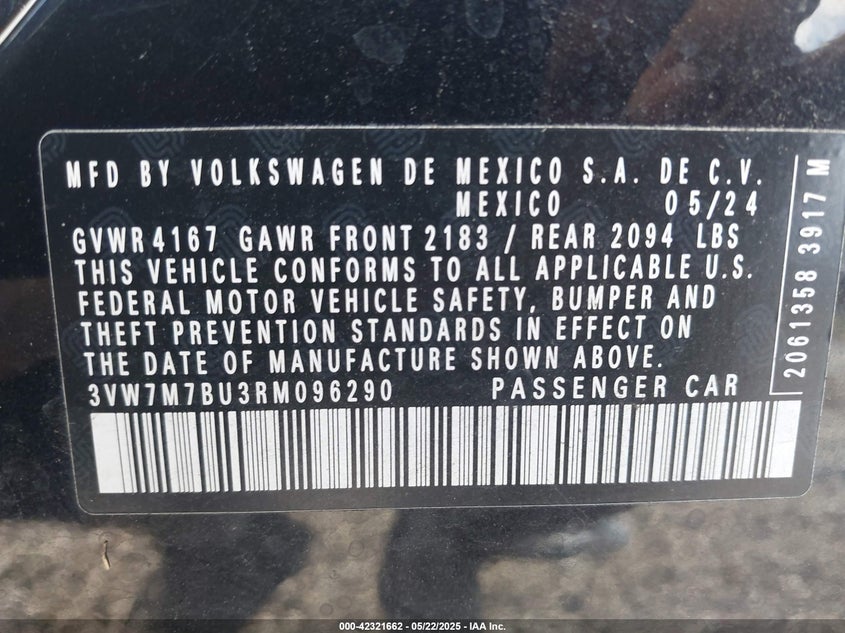 MFD BY VOLKSWAGEN DE MEXICO S.A. DE C.V.
MEXICO 05/24
GVWR 4167 GAWR FRONT 2183 / REAR 2094 LBS
THIS VEHICLE CONFORMS TO ALL APPLICABLE U.S.
FEDERAL MOTOR VEHICLE SAFETY, BUMPER AND
THEFT PREVENTION STANDARDS IN EFFECT ON
THE DATE OF MANUFACTURE SHOWN ABOVE.
3VW7M7BU3RM096290 PASSENGER CAR
2061358 3917 M
000-42321662 - 05/22/2025 - IAA Inc.